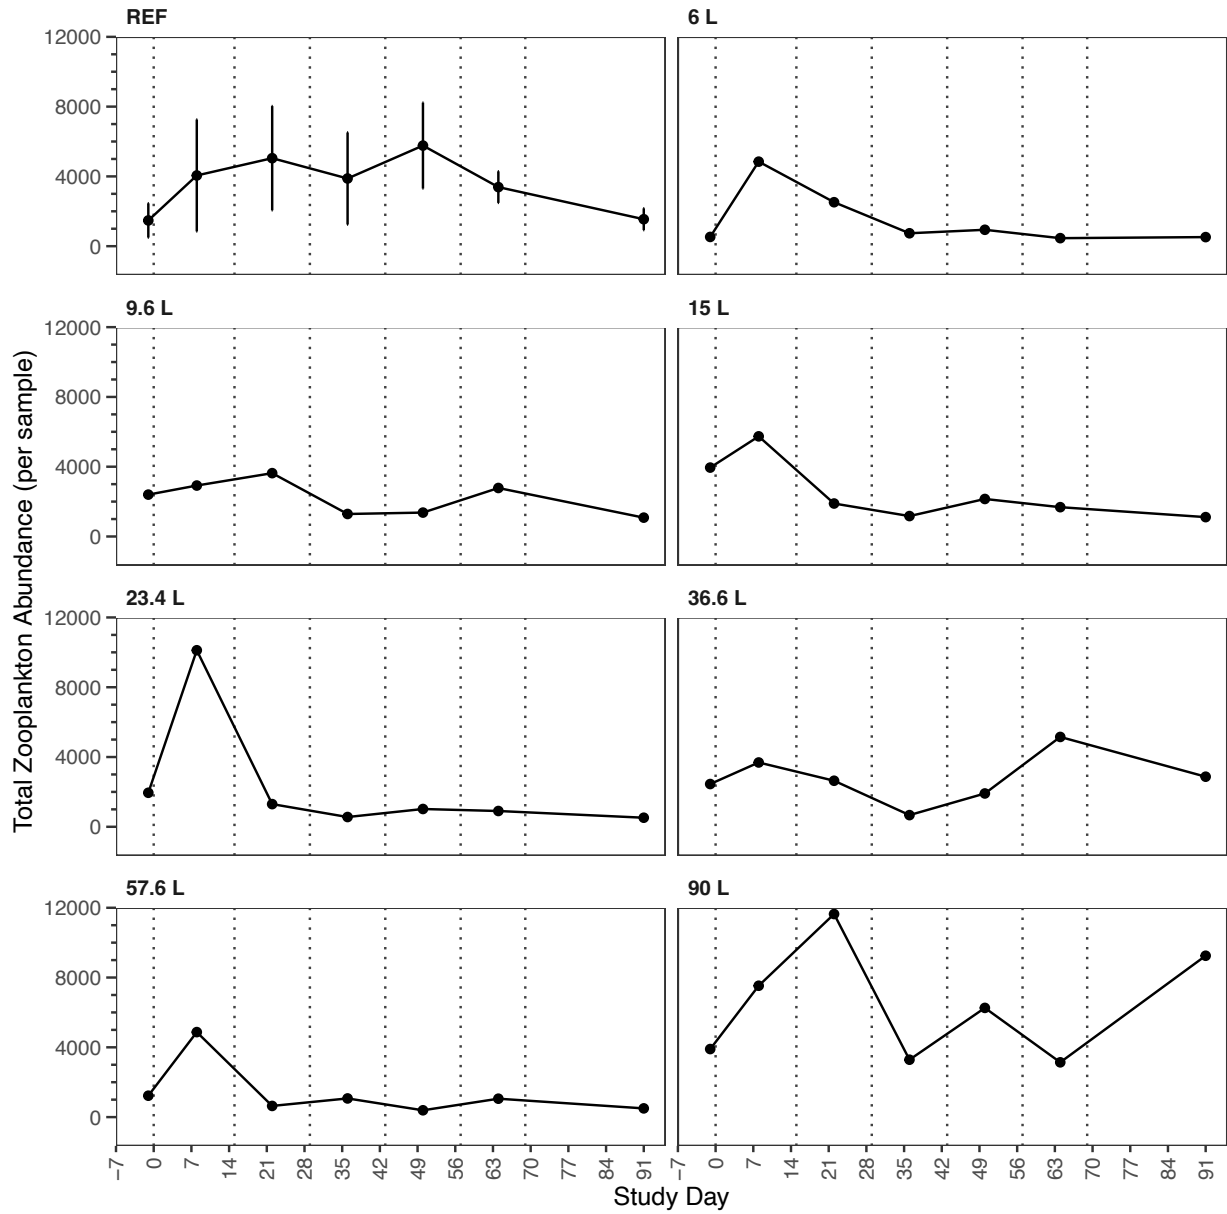 REF
6 L
12000
8000
4000
0
9.6 L
15 L
12000
8000
4000
0
23.4 L
36.6 L
12000
8000
4000
0
57.6 L
90 L
12000
8000
4000
0
Total Zooplankton Abundance (per sample)
−7 0 7 14 21 28 35 42 49 56 63 70 77 84 91
−7 0 7 14 21 28 35 42 49 56 63 70 77 84 91
Study Day